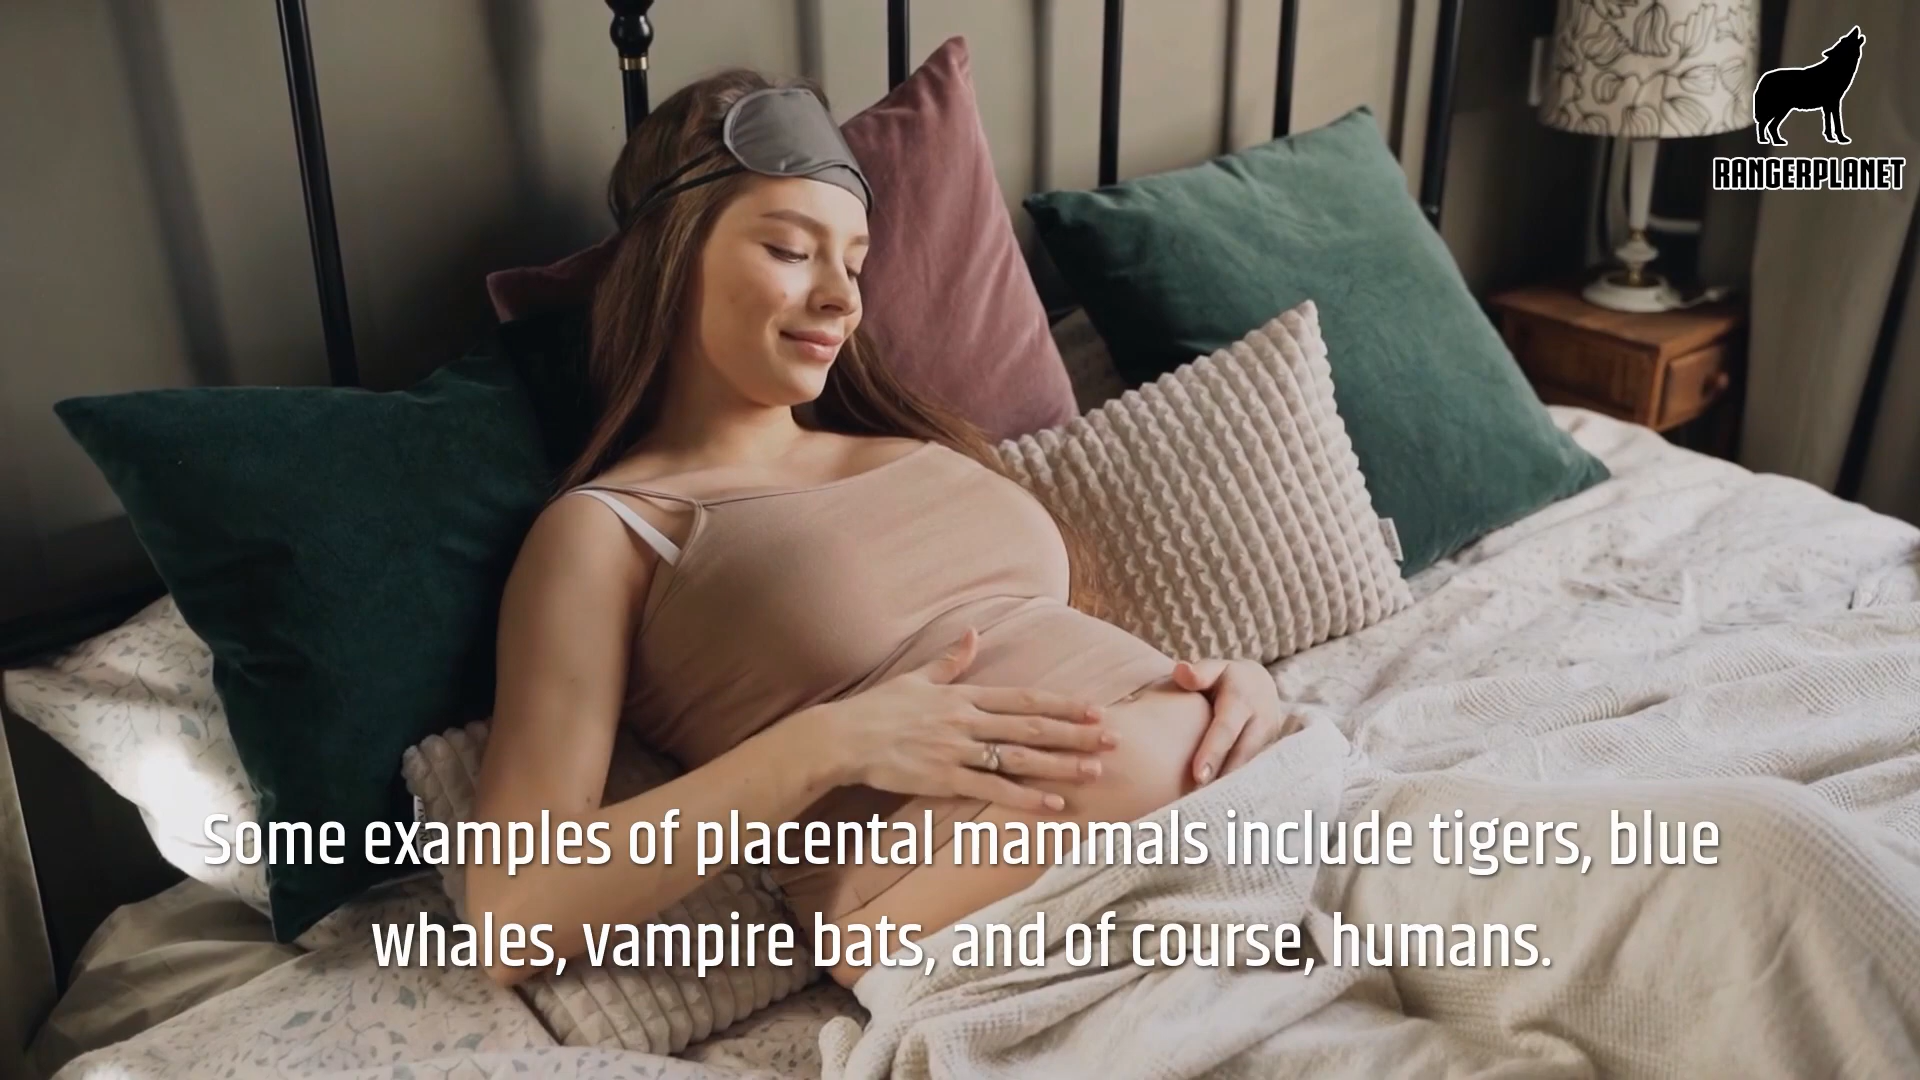 RANGERPLANET
Some examples of placental mammals include tigers, blue
whales, vampire bats, and of course, humans.